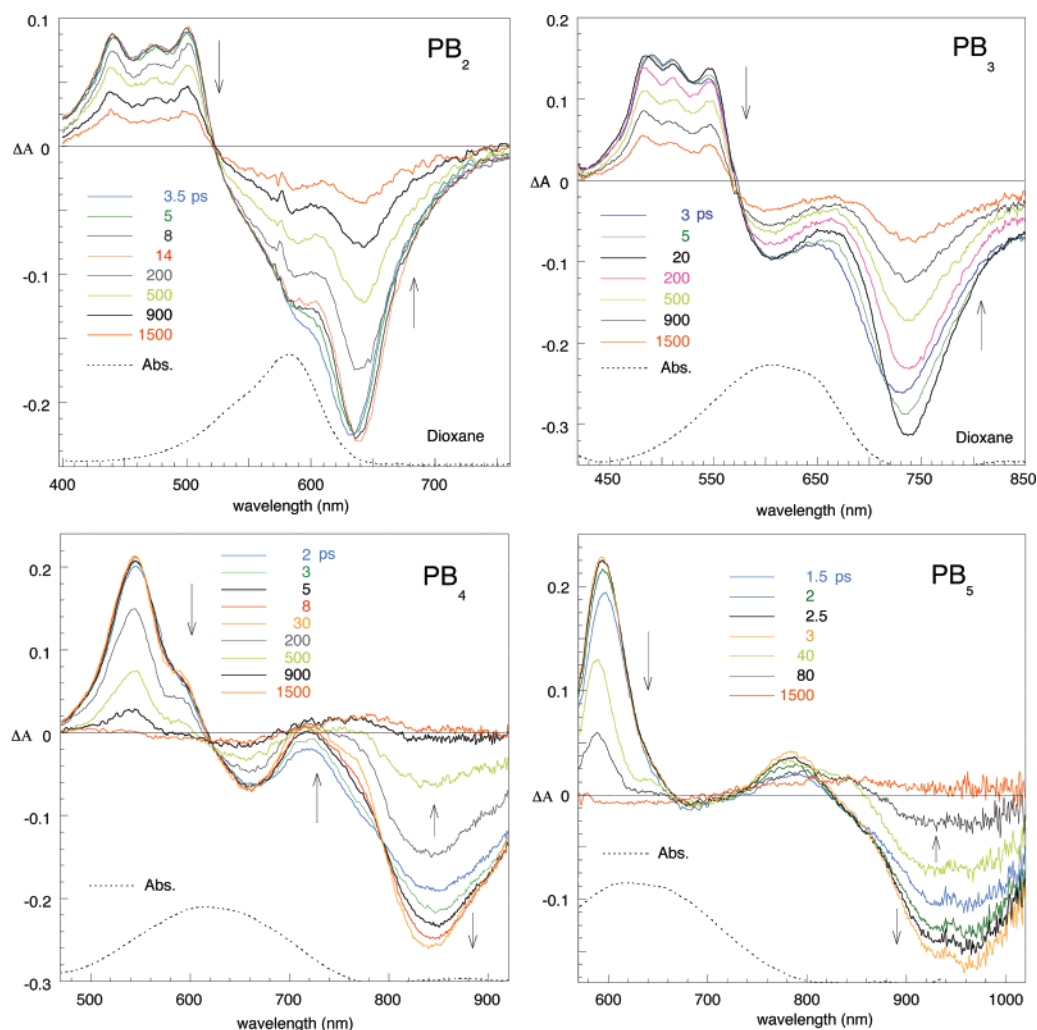 PB2
0.1
0
-0.1
-0.2
ΔA
3.5 ps
5
8
14
200
500
900
1500
Abs.
Dioxane
400 500 600 700
wavelength (nm)
PB3
0.2
0.1
0
-0.1
-0.2
-0.3
ΔA
3 ps
5
20
200
500
900
1500
Abs.
Dioxane
450 550 650 750 850
wavelength (nm)
PB4
0.2
0.1
0
-0.1
-0.2
-0.3
ΔA
2 ps
3
5
8
30
200
500
900
1500
Abs.
500 600 700 800 900
wavelength (nm)
PB5
0.2
0.1
0
-0.1
ΔA
1.5 ps
2
2.5
3
40
80
1500
Abs.
600 700 800 900 1000
wavelength (nm)